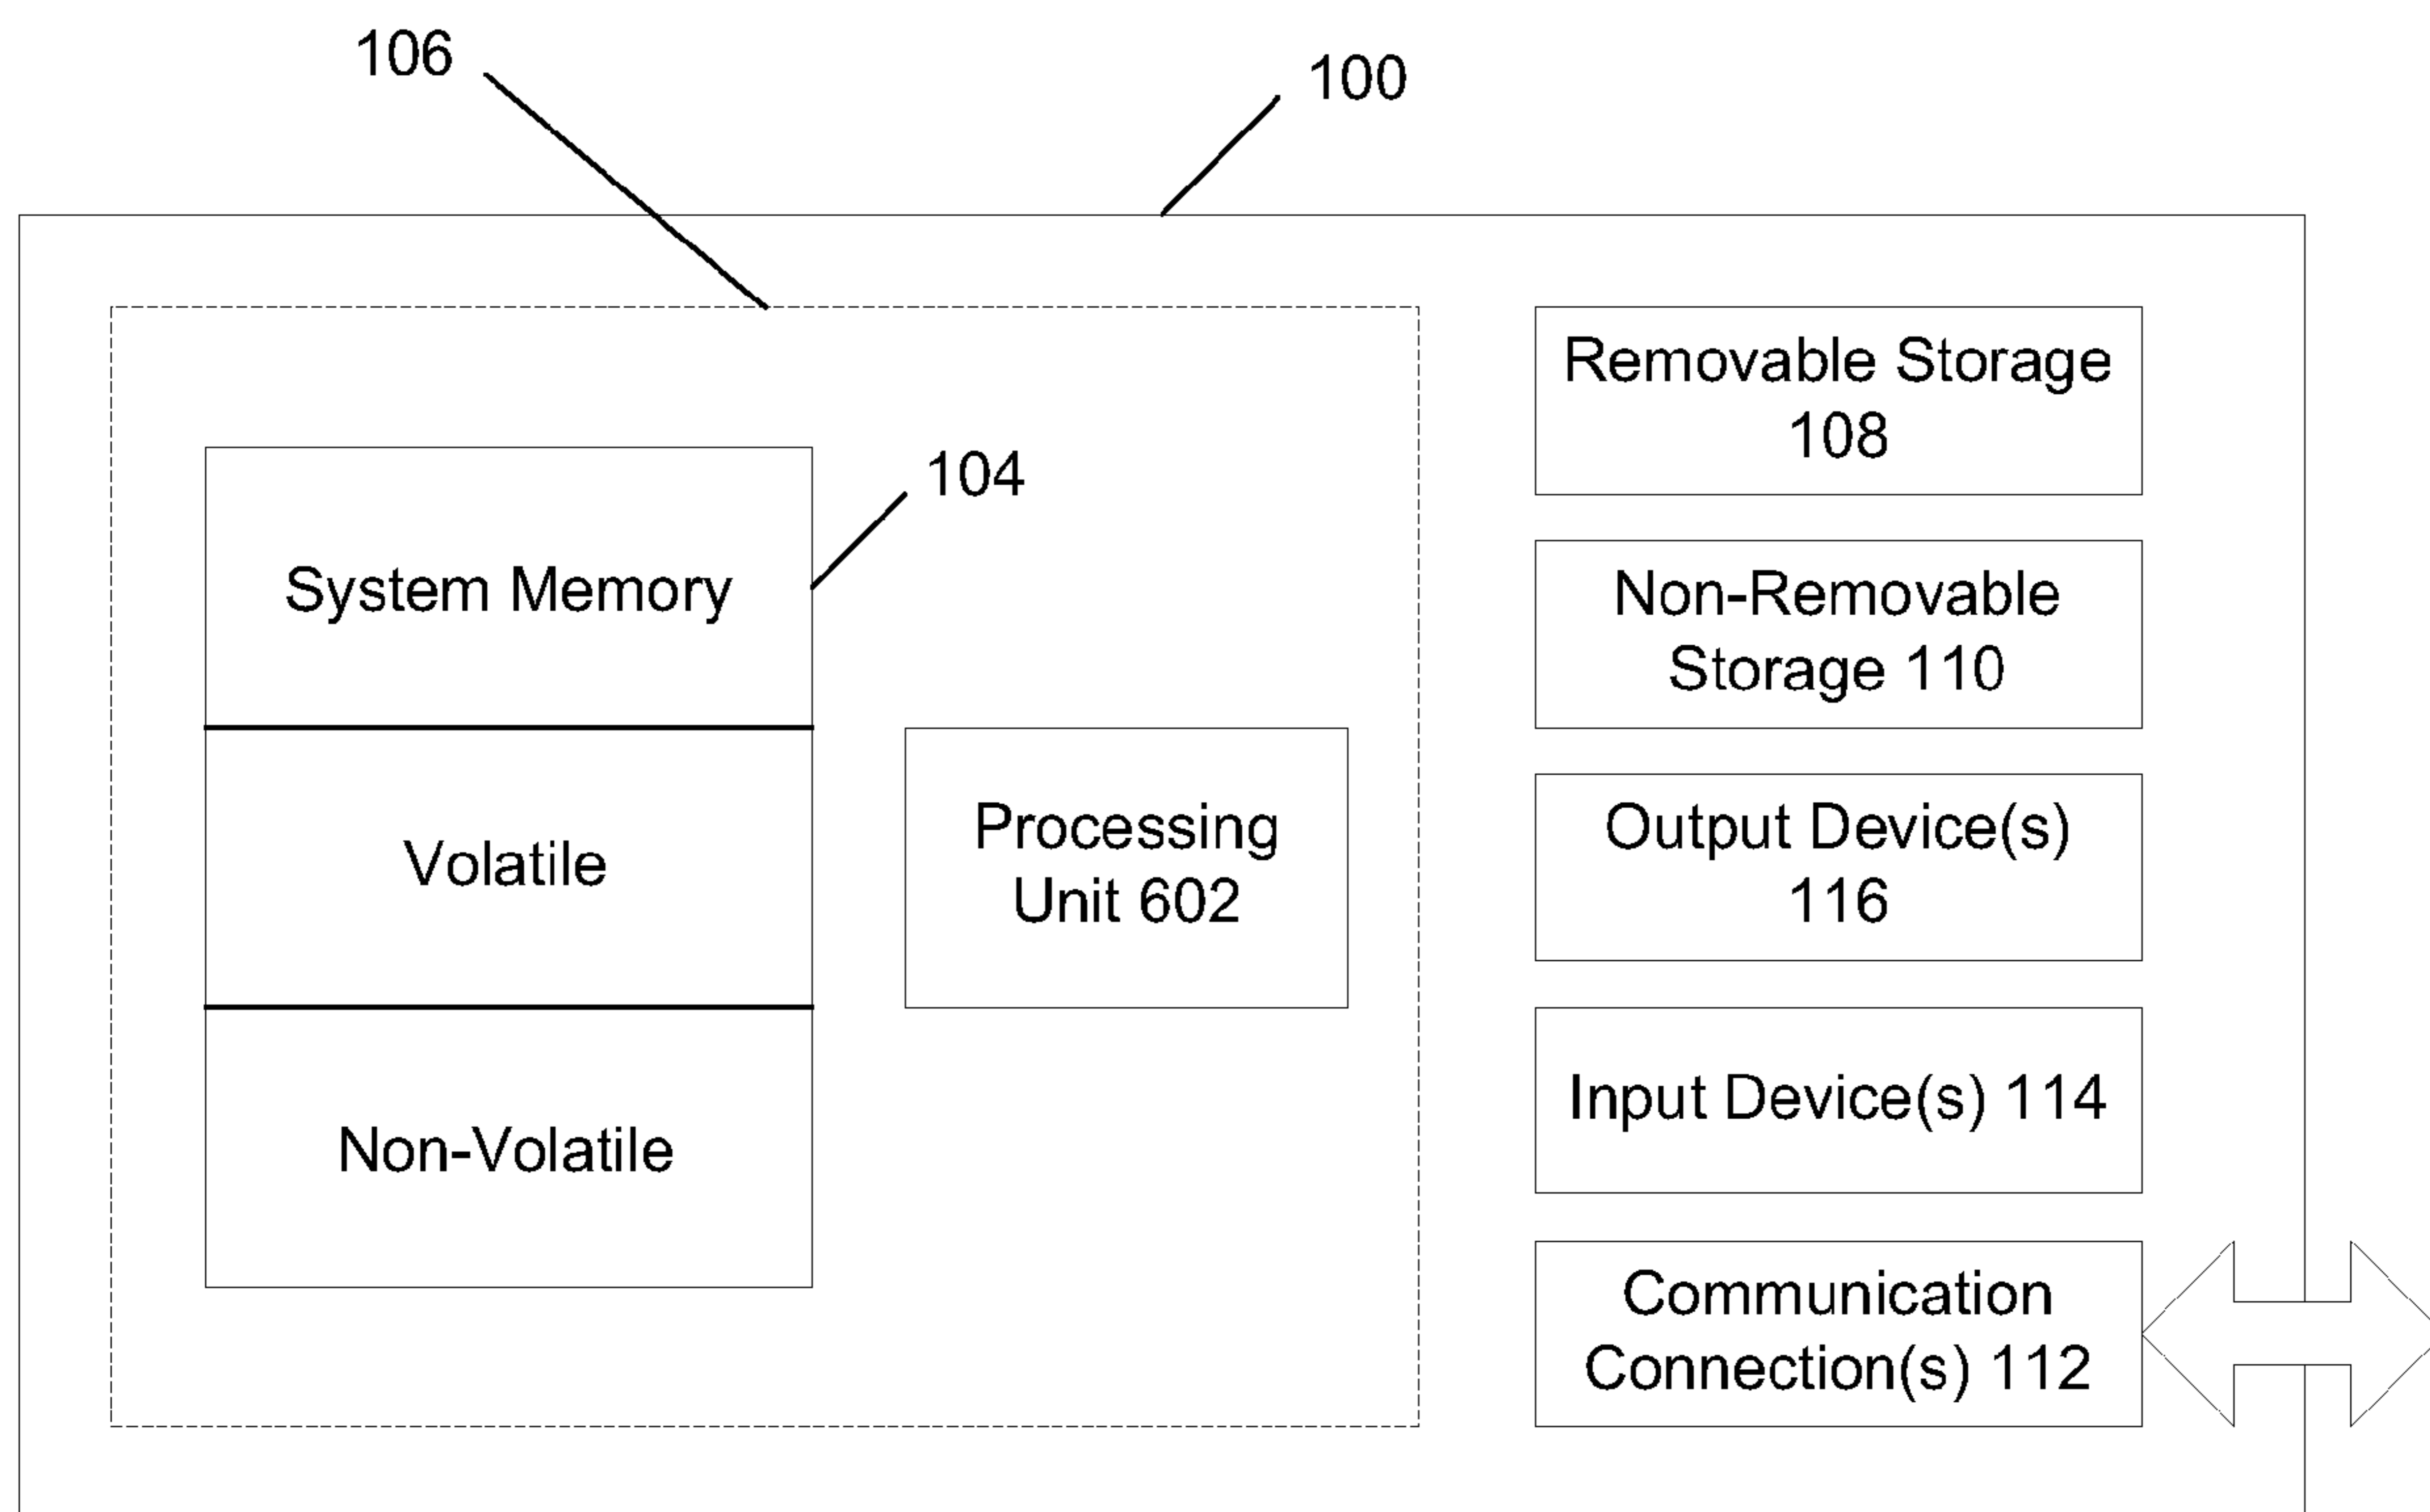 106
100
104
System Memory
Volatile
Non-Volatile
Processing
Unit 602
Removable Storage
108
Non-Removable
Storage 110
Output Device(s)
116
Input Device(s) 114
Communication
Connection(s) 112